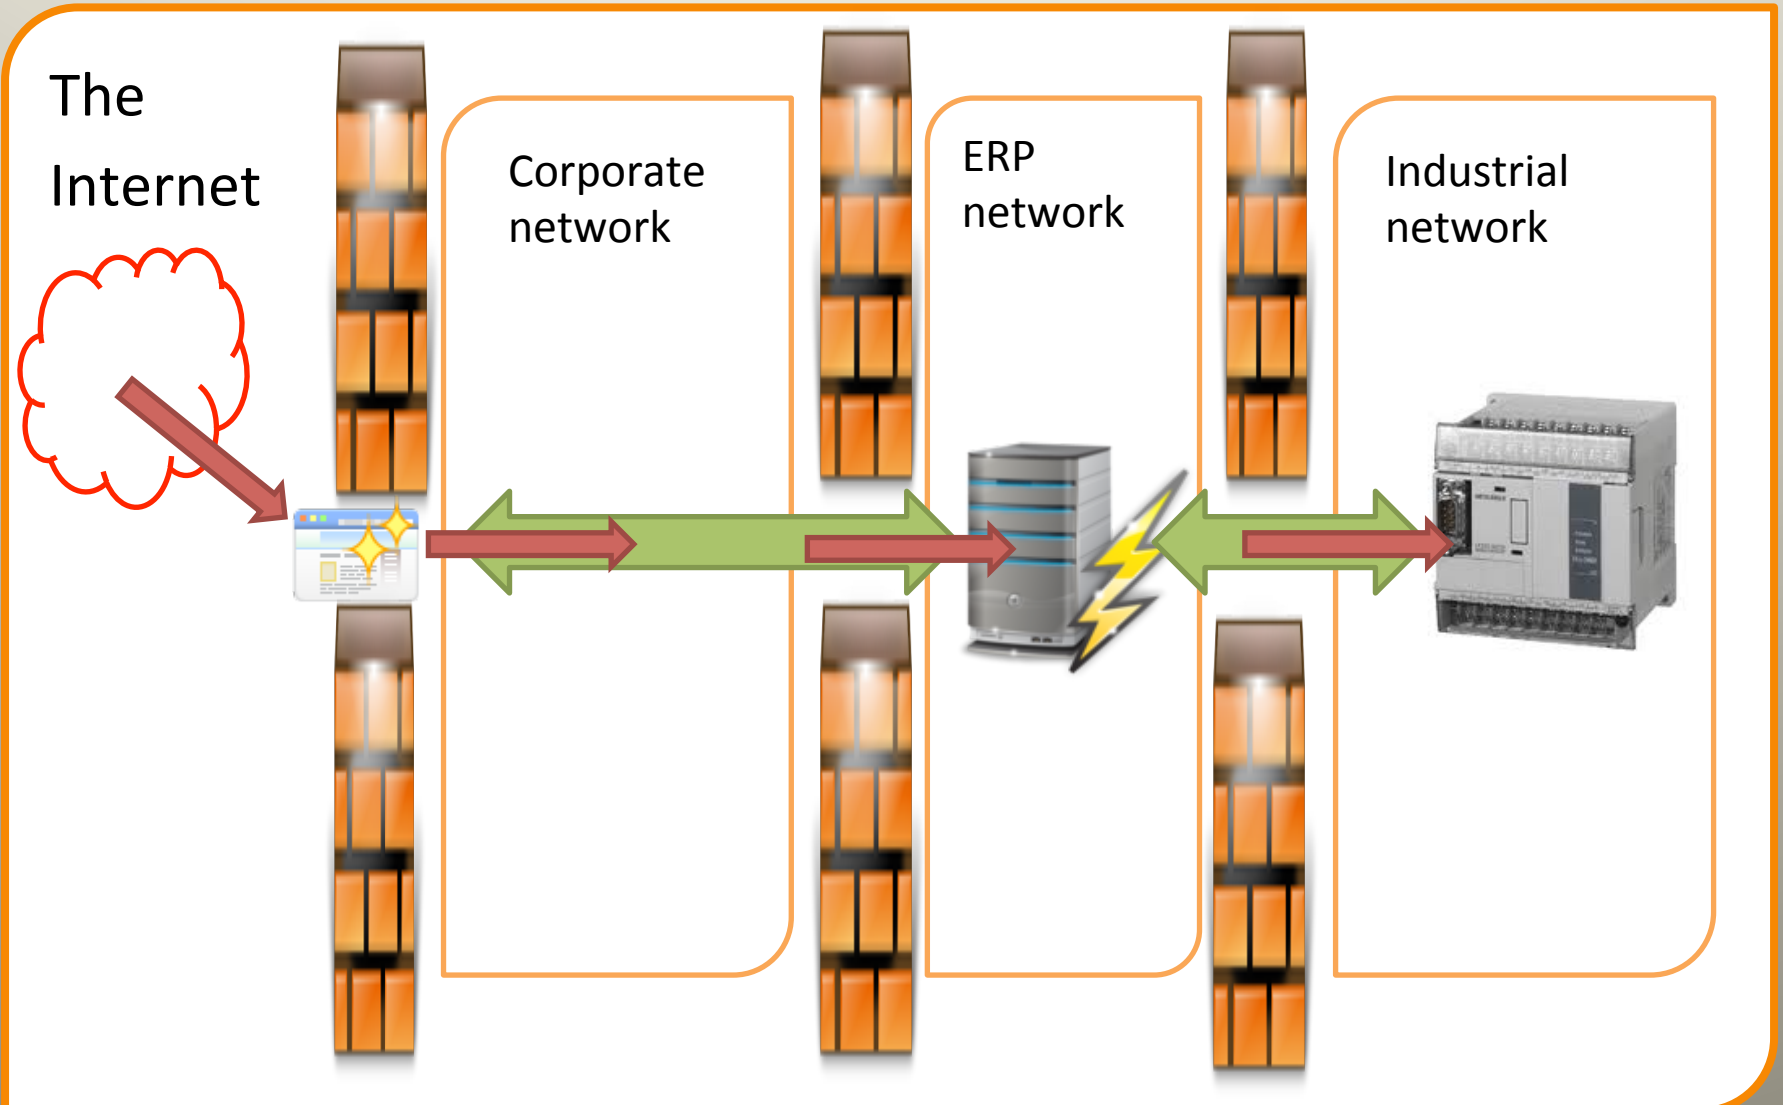 The
Internet
Corporate
network
ERP
network
Industrial
network